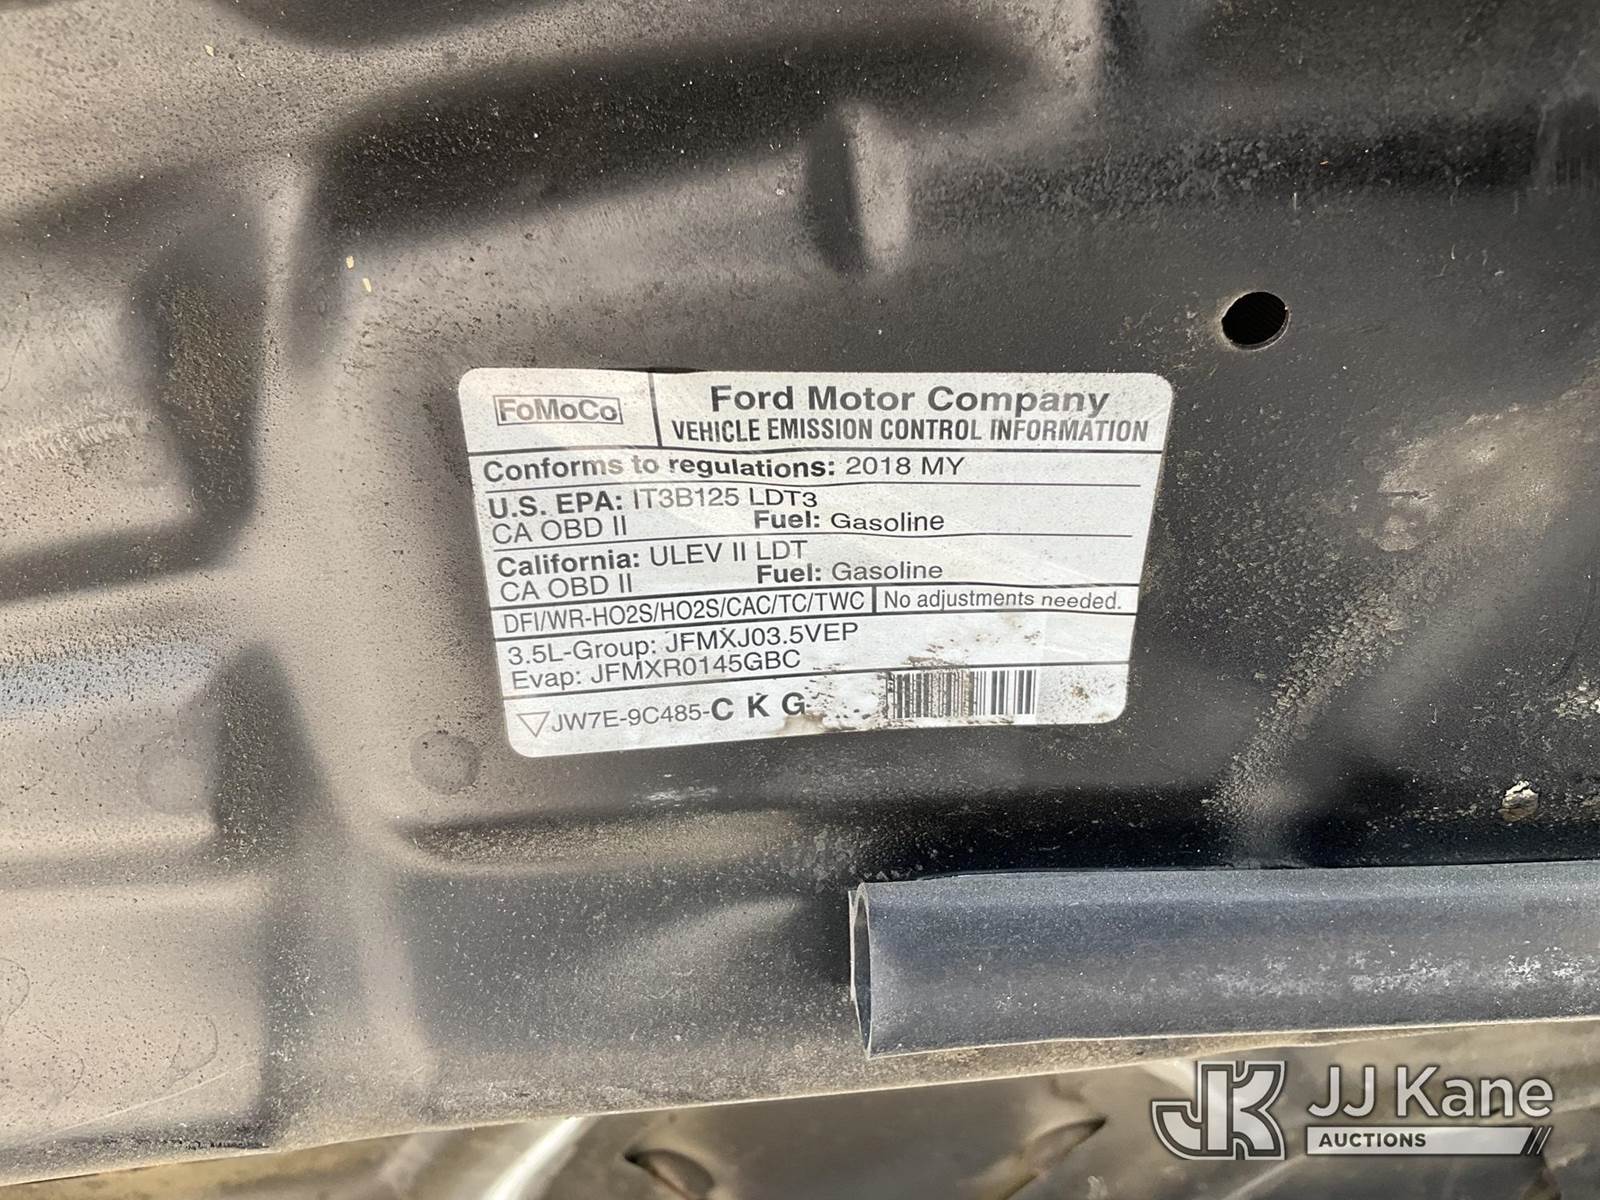 FoMoCo
Ford Motor Company
VEHICLE EMISSION CONTROL INFORMATION
Conforms to regulations: 2018 MY
U.S. EPA: IT3B125 LDT3
CA OBD II Fuel: Gasoline
California: ULEV II LDT
CA OBD II Fuel: Gasoline
DFI/WR-HO2S/HO2S/CAC/TC/TWC No adjustments needed.
3.5L-Group: JFMXJ03.5VEP
Evap: JFMXR0145GBC
JW7E-9C485-C K G
JK JJ Kane
AUCTIONS